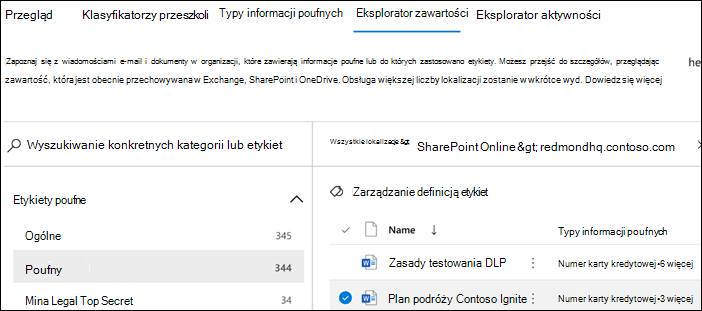 Przegląd Klasyfikatory przeszkoli Typy informacji poufnych Eksplorator zawartości Eksplorator aktywności
Zapoznaj się z wiadomościami e-mail i dokumenty w organizacji, które zawierają informacje poufne lub do których zastosowano etykiety. Możesz przejść do szczegółów, przeglądając he
zawartość, która jest obecnie przechowywana w Exchange, SharePoint i OneDrive. Obsługa większej liczby lokalizacji zostanie w wkrótce wyd. Dowiedz się więcej
Wyszukiwanie konkretnych kategorii lub etykiet
Wszystkie lokalizacje &gt; SharePoint Online &gt; redmondhq.contoso.com
Zarządzanie definicją etykiet
Etykiety poufne
Name ↓ Typy informacji poufnych
Ogólne 345
Poufny 344
Mina Legal Top Secret 34
Zasady testowania DLP Numer karty kredytowej +6 więcej
Plan podróży Contoso Ignite Numer karty kredytowej +3 więcej